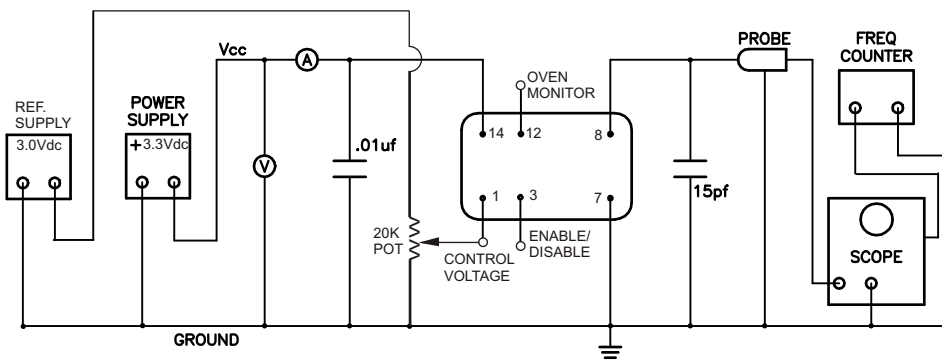 Vcc
A
PROBE
FREQ
COUNTER
OVEN
MONITOR
REF.
SUPPLY
3.0Vdc
POWER
SUPPLY
+3.3Vdc
V
.01uf
14
12
8
1
3
7
15pf
20K
POT
CONTROL
VOLTAGE
ENABLE/
DISABLE
SCOPE
GROUND